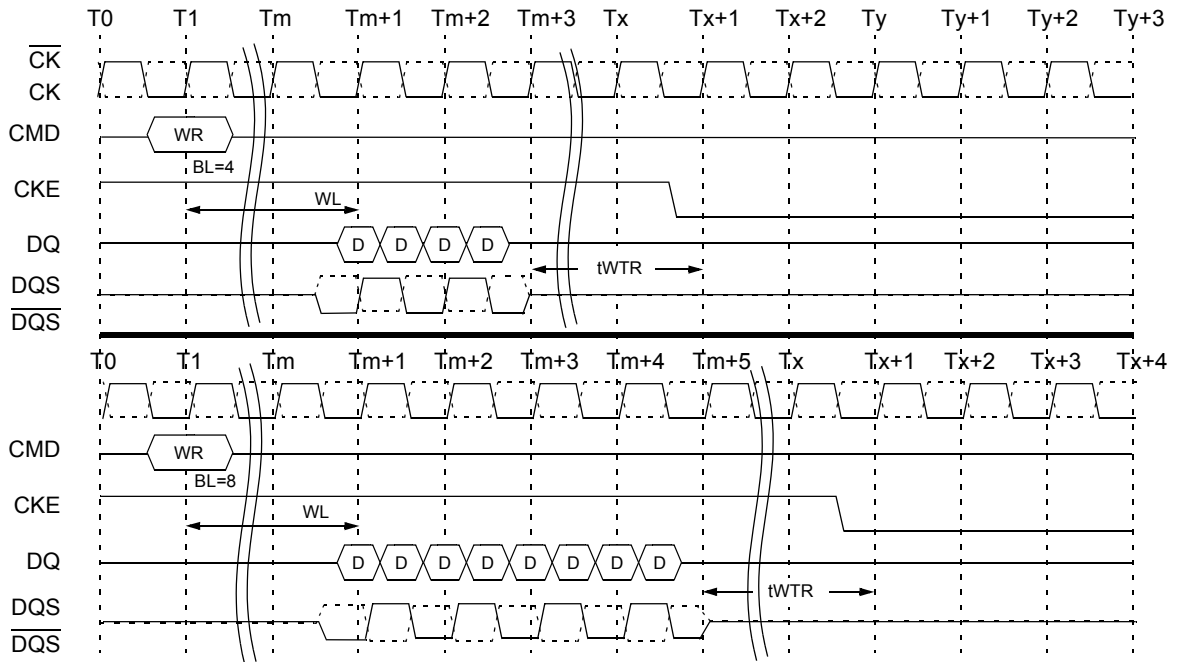 T0 T1 Tm Tm+1 Tm+2 Tm+3 Tx Tx+1 Tx+2 Ty Ty+1 Ty+2 Ty+3
CK
CK
CMD WR
BL=4
CKE
WL
DQ D D D D
tWTR
DQS
DQS
T0 T1 Tm Tm+1 Tm+2 Tm+3 Tm+4 Tm+5 Tx Tx+1 Tx+2 Tx+3 Tx+4
CMD WR
BL=8
CKE
WL
DQ D D D D D D D D
tWTR
DQS
DQS